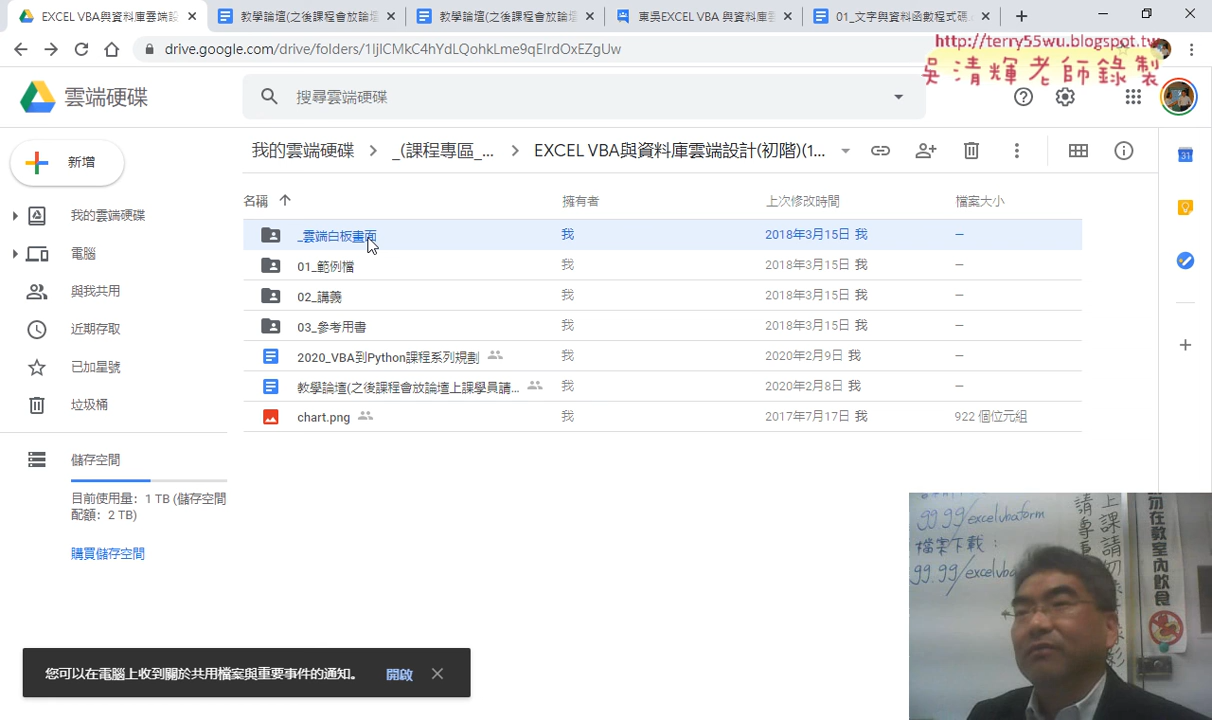 EXCEL VBA與資料庫雲端設
教學論壇(之後課程會放論壇
教學論壇(之後課程會放論壇
東吳EXCEL VBA 與資料庫雲
01_文字與資料函數程式碼
drive.google.com/drive/folders/1IjlCMkC4hYdLQohkLme9qElrdOxEZgUw
http://terry55wu.blogspot.tw
吳清輝老師錄製
雲端硬碟
搜尋雲端硬碟
新增
我的雲端硬碟
_(課程專區_...
EXCEL VBA與資料庫雲端設計(初階)(1...
名稱
擁有者
上次修改時間
檔案大小
_雲端白板畫面
我
2018年3月15日 我
–
01_範例檔
我
2018年3月15日 我
–
02_講義
我
2018年3月15日 我
–
03_參考用書
我
2018年3月15日 我
–
2020_VBA到Python課程系列規劃
我
2020年2月9日 我
–
教學論壇(之後課程會放論壇上課學員請...
我
2020年2月8日 我
–
chart.png
我
2017年7月17日 我
922 個位元組
我的雲端硬碟
電腦
與我共用
近期存取
已加星號
垃圾桶
儲存空間
目前使用量：1 TB (儲存空間
配額：2 TB)
購買儲存空間
31
您可以在電腦上收到關於共用檔案與重要事件的通知。
開啟
99.99/excelvbaform
檔案下載：
99.99/excelvba
上課請勿
請專
勿在教室內飲食